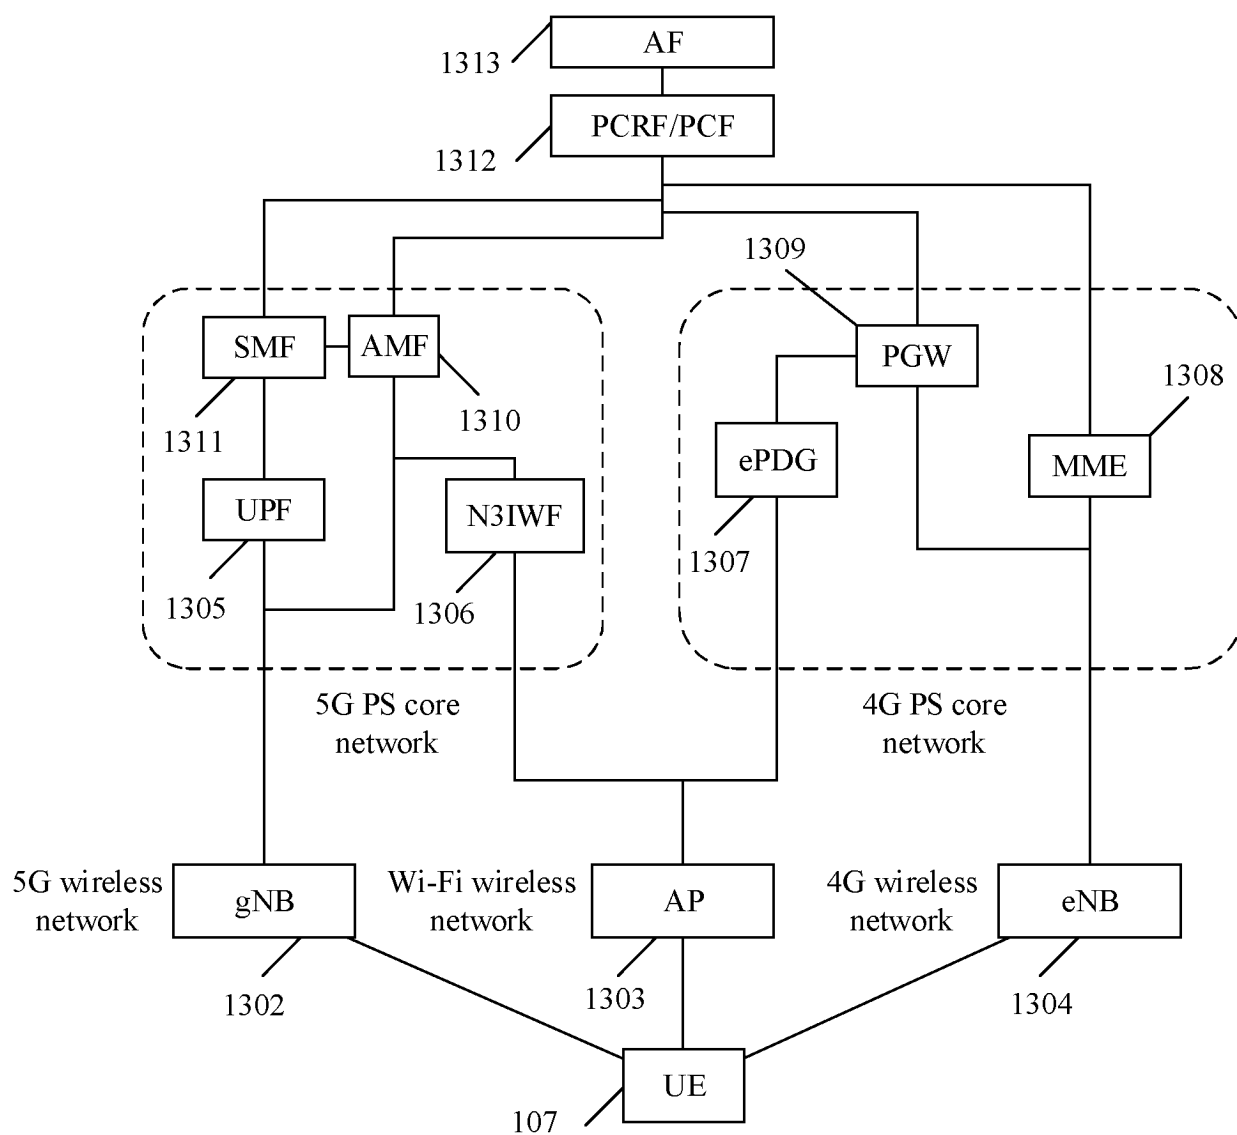 AF
1313
PCRF/PCF
1312
1309
SMF
AMF
PGW
1308
1311
1310
ePDG
MME
UPF
N3IWF
1307
1305
1306
5G PS core
network
4G PS core
network
5G wireless
network
gNB
Wi-Fi wireless
network
AP
4G wireless
network
eNB
1302
1303
1304
UE
107